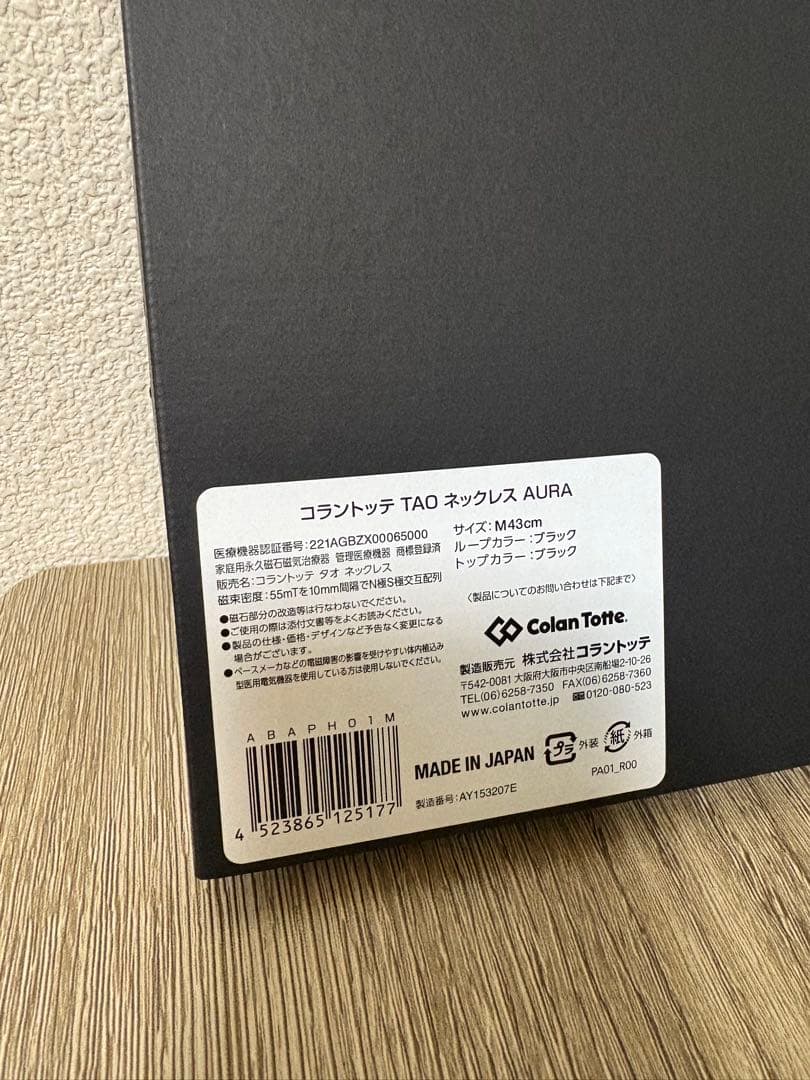 コラントッテ TAO ネックレス AURA
医療機器認証番号:221AGBZX00065000
家庭用永久磁石磁気治療器 管理医療機器 商標登録済
販売名:コラントッテ タオ ネックレス
磁束密度:55mTを10mm間隔でN極S極交互配列
サイズ:M43cm
ループカラー:ブラック
トップカラー:ブラック
●磁石部分の改造等は行なわないでください。
●ご使用の際は添付文書等をよくお読みください。
●製品の仕様・価格・デザインなど予告なく変更になる
場合がございます。
●ペースメーカなどの電磁障害の影響を受けやすい体内植込み
型医用電気機器を使用している方は使用しないでください。
〈製品についてのお問い合わせは下記まで〉
Colan Totte.
製造販売元 株式会社コラントッテ
〒542-0081 大阪府大阪市中央区南船場2-10-26
TEL(06)6258-7350 FAX(06)6258-7360
0120-080-523
www.colantotte.jp
ABAPH01M
4 523865 125177
MADE IN JAPAN
プラ 外装 紙 外箱
製造番号:AY153207E
PA01_R00